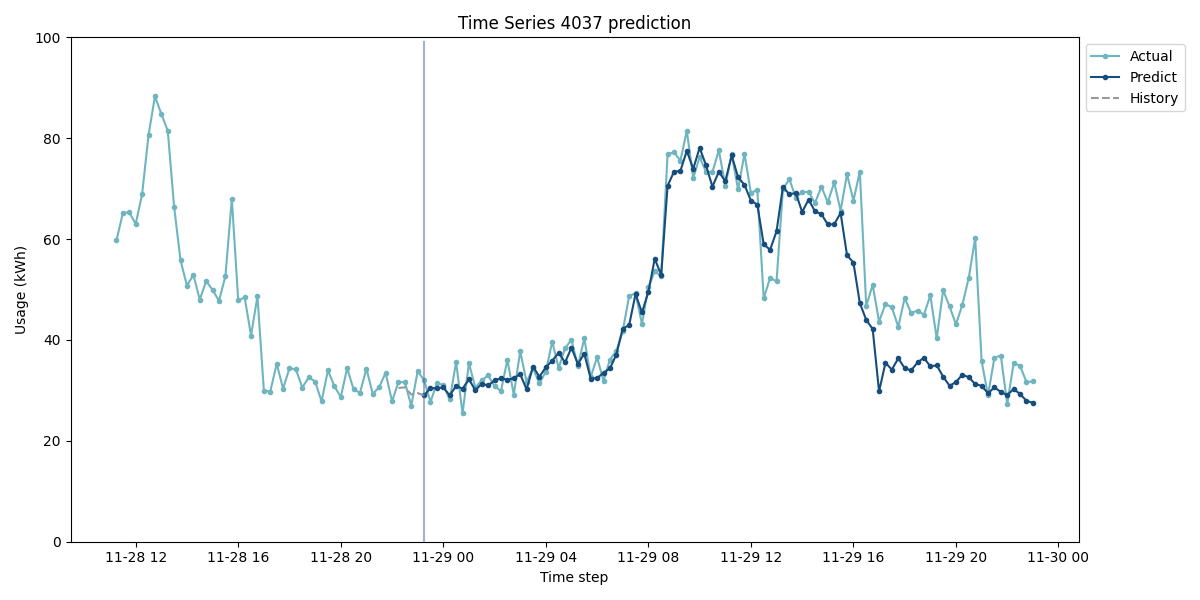 Time Series 4037 prediction
100
80
60
40
20
0
Usage (kWh)
11-28 12
11-28 16
11-28 20
11-29 00
11-29 04
11-29 08
11-29 12
11-29 16
11-29 20
11-30 00
Time step
Actual
Predict
History